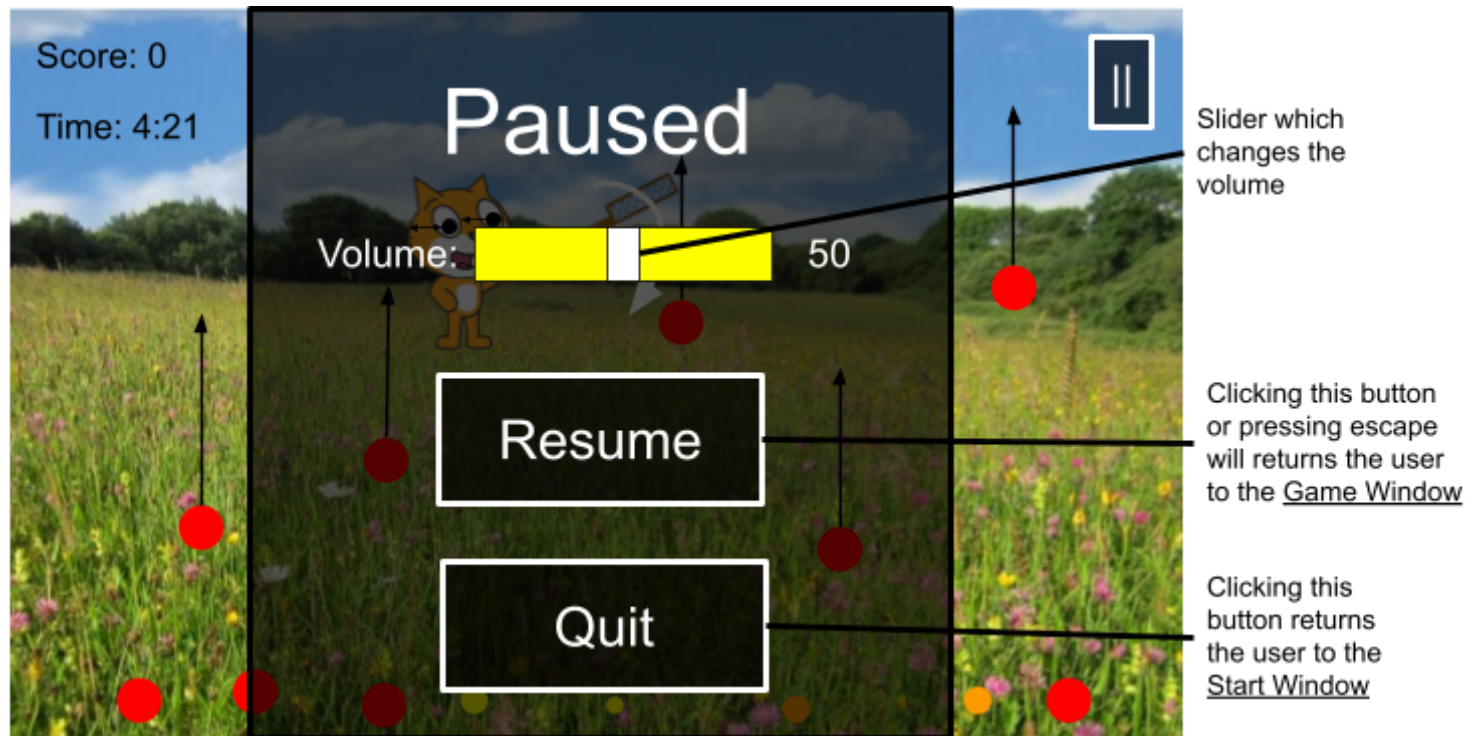 Score: 0
Time: 4:21
Paused
Volume:
50
Slider which
changes the
volume
Resume
Clicking this button
or pressing escape
will returns the user
to the Game Window
Quit
Clicking this
button returns
the user to the
Start Window